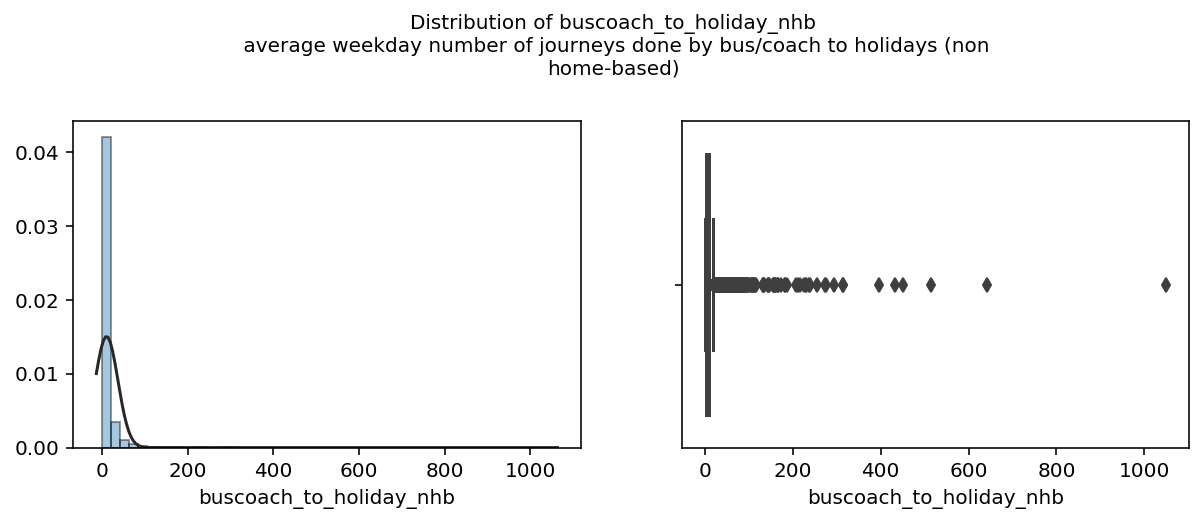 Distribution of buscoach_to_holiday_nhb
average weekday number of journeys done by bus/coach to holidays (non
home-based)
0.04
0.03
0.02
0.01
0.00
0 200 400 600 800 1000
buscoach_to_holiday_nhb
0 200 400 600 800 1000
buscoach_to_holiday_nhb